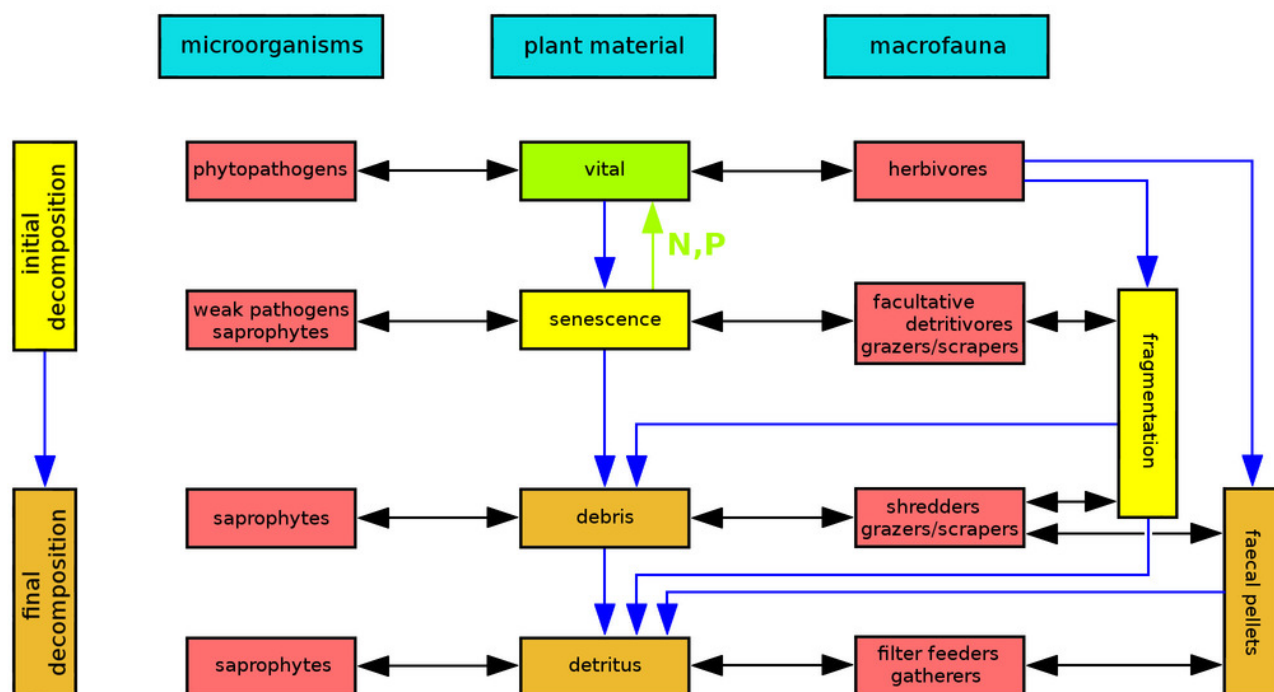 microorganisms
plant material
macrofauna
initial
decomposition
phytopathogens
vital
herbivores
N,P
weak pathogens
saprophytes
senescence
facultative
detritivores
grazers/scrapers
fragmentation
final
decomposition
saprophytes
debris
shredders
grazers/scrapers
faecal pellets
saprophytes
detritus
filter feeders
gatherers